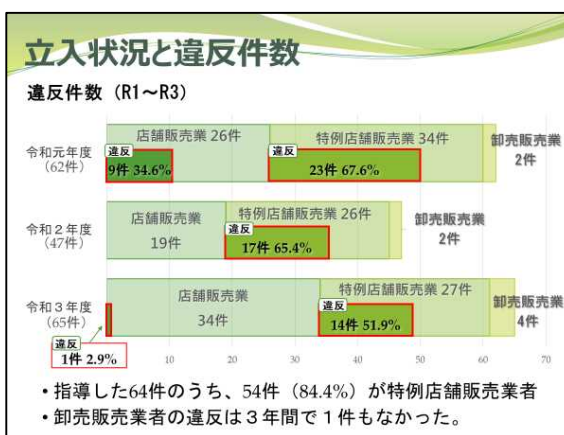 立入状況と違反件数
違反件数（R1～R3）
店舗販売業 26件
特例店舗販売業 34件
卸売販売業
2件
令和元年度
(62件)
違反
9件 34.6%
違反
23件 67.6%
店舗販売業
19件
特例店舗販売業 26件
卸売販売業
2件
令和２年度
(47件)
違反
17件 65.4%
店舗販売業
34件
特例店舗販売業 27件
卸売販売業
4件
令和３年度
(65件)
違反
14件 51.9%
違反
1件 2.9%
10 20 30 40 50 60 70
・指導した64件のうち、54件（84.4%）が特例店舗販売業者
・卸売販売業者の違反は３年間で１件もなかった。